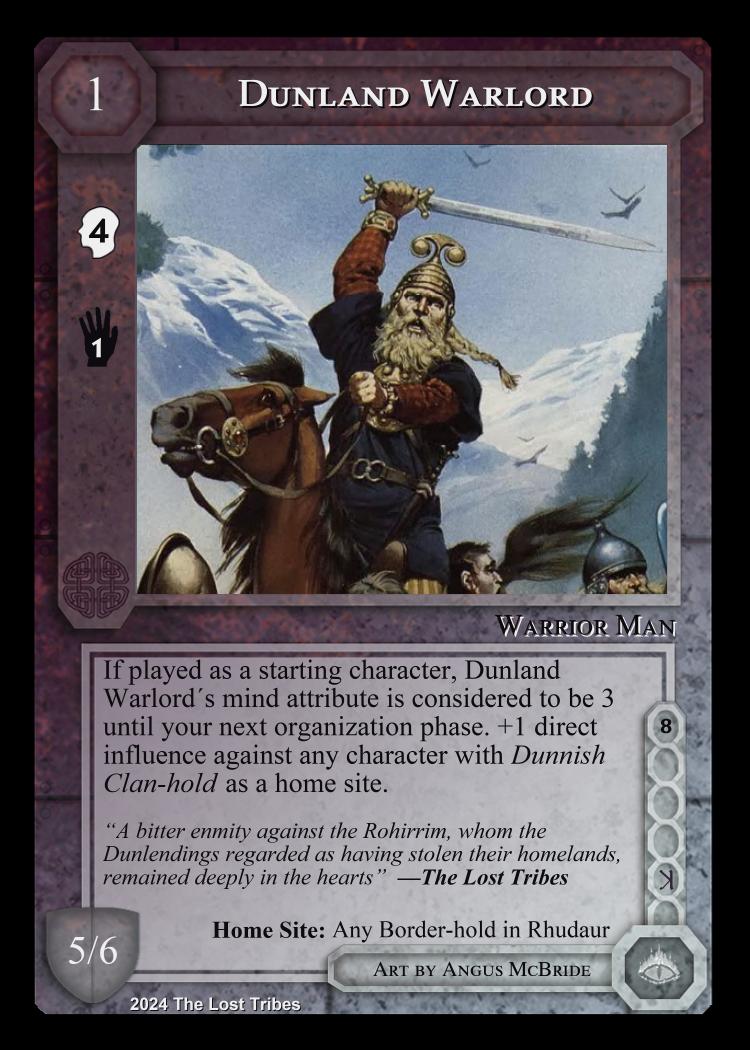 1
Dunland Warlord
4
1
Warrior Man
If played as a starting character, Dunland
Warlord´s mind attribute is considered to be 3
until your next organization phase. +1 direct
influence against any character with Dunnish
Clan-hold as a home site.
8
“A bitter enmity against the Rohirrim, whom the
Dunlendings regarded as having stolen their homelands,
remained deeply in the hearts” —The Lost Tribes
Home Site: Any Border-hold in Rhudaur
5/6
Art by Angus McBride
2024 The Lost Tribes